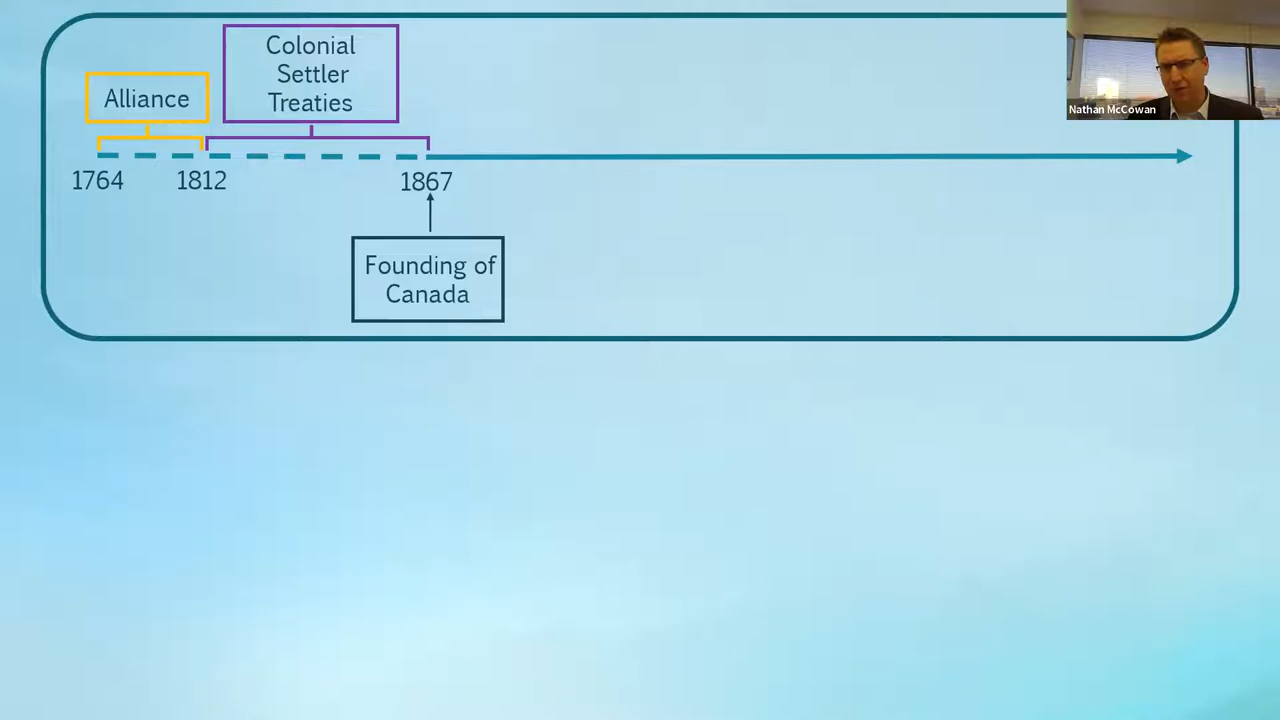 Colonial
Settler
Treaties
Alliance
1764
1812
1867
Founding of
Canada
Nathan McCowan